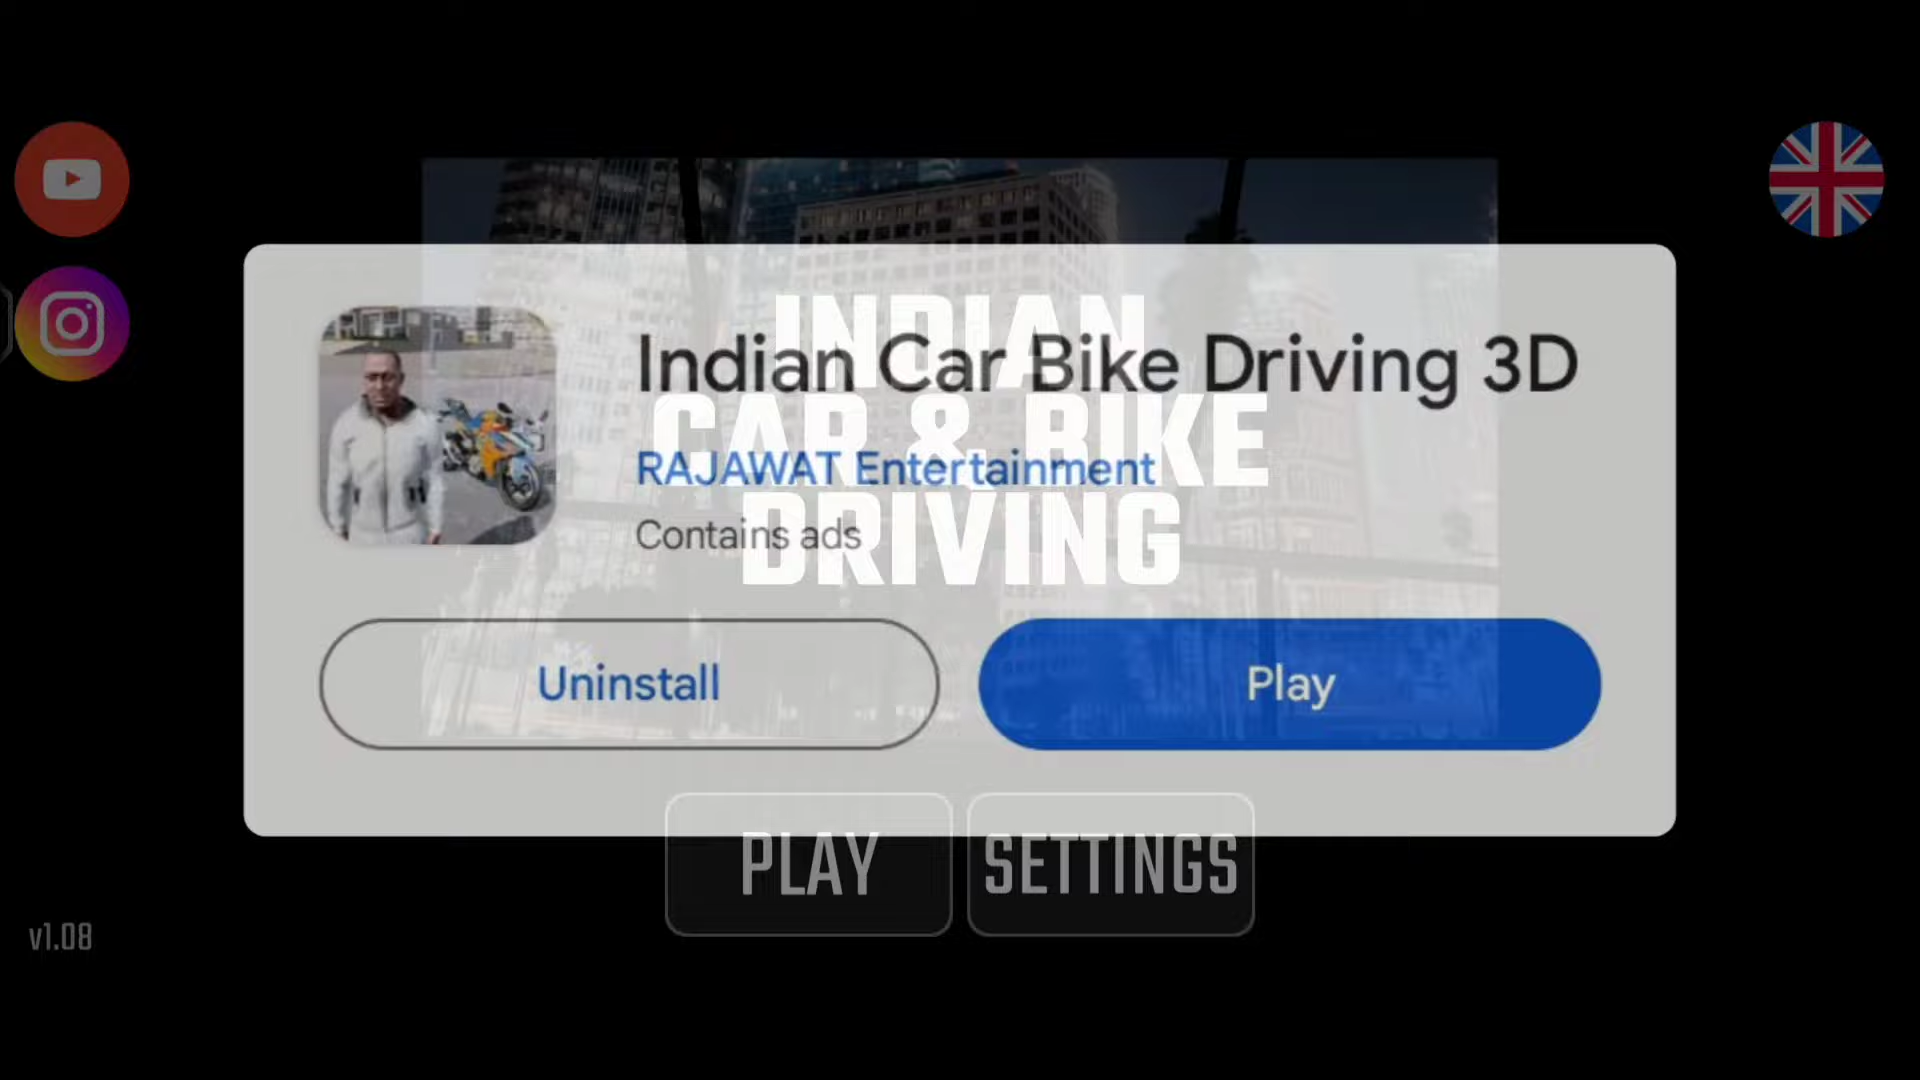 INDIAN
CAR & BIKE
DRIVING
Indian Car Bike Driving 3D
RAJAWAT Entertainment
Contains ads
Uninstall
Play
PLAY
SETTINGS
v1.08